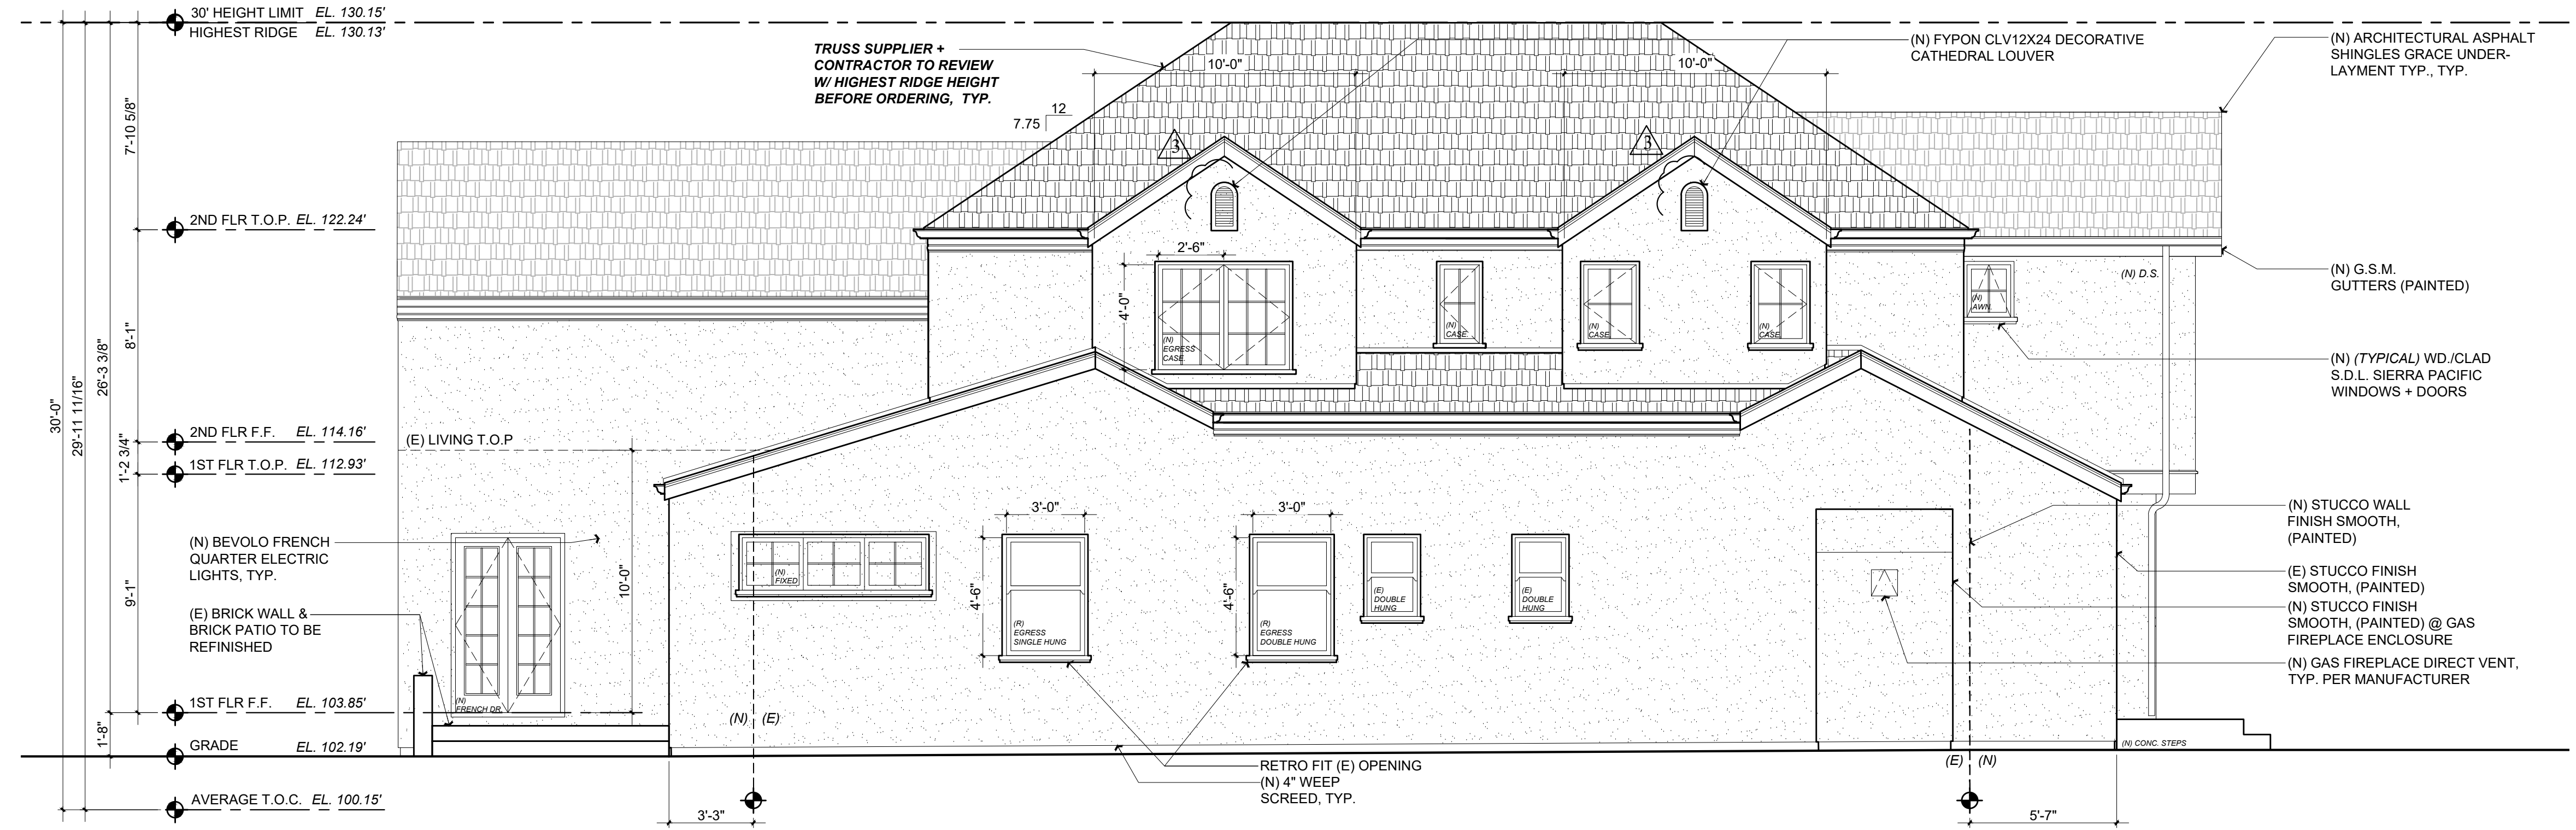 30' HEIGHT LIMIT EL. 130.15'
HIGHEST RIDGE EL. 130.13'
2ND FLR T.O.P. EL. 122.24'
2ND FLR F.F. EL. 114.16'
1ST FLR T.O.P. EL. 112.93'
1ST FLR F.F. EL. 103.85'
GRADE EL. 102.19'
AVERAGE T.O.C. EL. 100.15'
30'-0"
29'-11 11/16"
26'-3 3/8"
7'-10 5/8"
8'-1"
1'-2 3/4"
9'-1"
1'-8"
(N) BEVOLO FRENCH
QUARTER ELECTRIC
LIGHTS, TYP.
(E) BRICK WALL &
BRICK PATIO TO BE
REFINISHED
(E) LIVING T.O.P
10'-0"
(N)
FRENCH DR.
TRUSS SUPPLIER +
CONTRACTOR TO REVIEW
W/ HIGHEST RIDGE HEIGHT
BEFORE ORDERING, TYP.
12
7.75
10'-0"
10'-0"
3
3
2'-6"
4'-0"
(N)
EGRESS
CASE.
(N)
CASE.
(N)
CASE.
(N)
CASE.
(N)
AWN.
(N) D.S.
(N)
FIXED
3'-0"
4'-6"
(R)
EGRESS
SINGLE HUNG
3'-0"
4'-6"
(R)
EGRESS
DOUBLE HUNG
(E)
DOUBLE
HUNG
(E)
DOUBLE
HUNG
(N) (E)
(E) (N)
3'-3"
5'-7"
RETRO FIT (E) OPENING
(N) 4" WEEP
SCREED, TYP.
(N) CONC. STEPS
(N) FYPON CLV12X24 DECORATIVE
CATHEDRAL LOUVER
(N) ARCHITECTURAL ASPHALT
SHINGLES GRACE UNDER-
LAYMENT TYP., TYP.
(N) G.S.M.
GUTTERS (PAINTED)
(N) (TYPICAL) WD./CLAD
S.D.L. SIERRA PACIFIC
WINDOWS + DOORS
(N) STUCCO WALL
FINISH SMOOTH,
(PAINTED)
(E) STUCCO FINISH
SMOOTH, (PAINTED)
(N) STUCCO FINISH
SMOOTH, (PAINTED) @ GAS
FIREPLACE ENCLOSURE
(N) GAS FIREPLACE DIRECT VENT,
TYP. PER MANUFACTURER